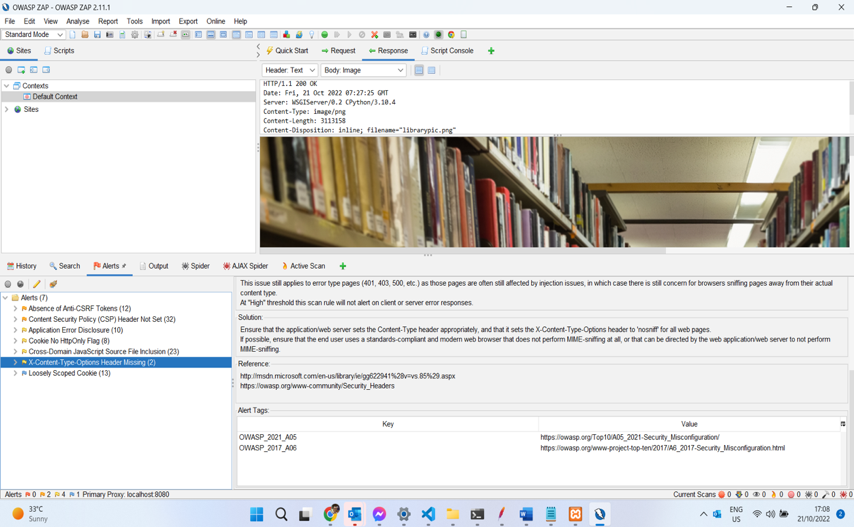 OWASP ZAP - OWASP ZAP 2.11.1
File Edit View Analyse Report Tools Import Export Online Help
Standard Mode
Sites Scripts
Quick Start Request Response Script Console
Header: Text Body: Image
Contexts
Default Context
Sites
HTTP/1.1 200 OK
Date: Fri, 21 Oct 2022 07:27:25 GMT
Server: WSGIServer/0.2 CPython/3.10.4
Content-Type: image/png
Content-Length: 3113158
Content-Disposition: inline; filename="librarypic.png"
History Search Alerts Output Spider AJAX Spider Active Scan
Alerts (7)
Absence of Anti-CSRF Tokens (12)
Content Security Policy (CSP) Header Not Set (32)
Application Error Disclosure (10)
Cookie No HttpOnly Flag (8)
Cross-Domain JavaScript Source File Inclusion (23)
X-Content-Type-Options Header Missing (2)
Loosely Scoped Cookie (13)
This issue still applies to error type pages (401, 403, 500, etc.) as those pages are often still affected by injection issues, in which case there is still concern for browsers sniffing pages away from their actual
content type.
At "High" threshold this scan rule will not alert on client or server error responses.
Solution:
Ensure that the application/web server sets the Content-Type header appropriately, and that it sets the X-Content-Type-Options header to 'nosniff' for all web pages.
If possible, ensure that the end user uses a standards-compliant and modern web browser that does not perform MIME-sniffing at all, or that can be directed by the web application/web server to not perform
MIME-sniffing.
Reference:
http://msdn.microsoft.com/en-us/library/ie/gg622941%28v=vs.85%29.aspx
https://owasp.org/www-community/Security_Headers
Alert Tags:
Key Value
OWASP_2021_A05 https://owasp.org/Top10/A05_2021-Security_Misconfiguration/
OWASP_2017_A06 https://owasp.org/www-project-top-ten/2017/A6_2017-Security_Misconfiguration.html
Alerts 0 2 4 1 Primary Proxy: localhost:8080
Current Scans 0 0 0 0 0 0 0 0
33°C
Sunny
ENG
US
17:08
21/10/2022
2